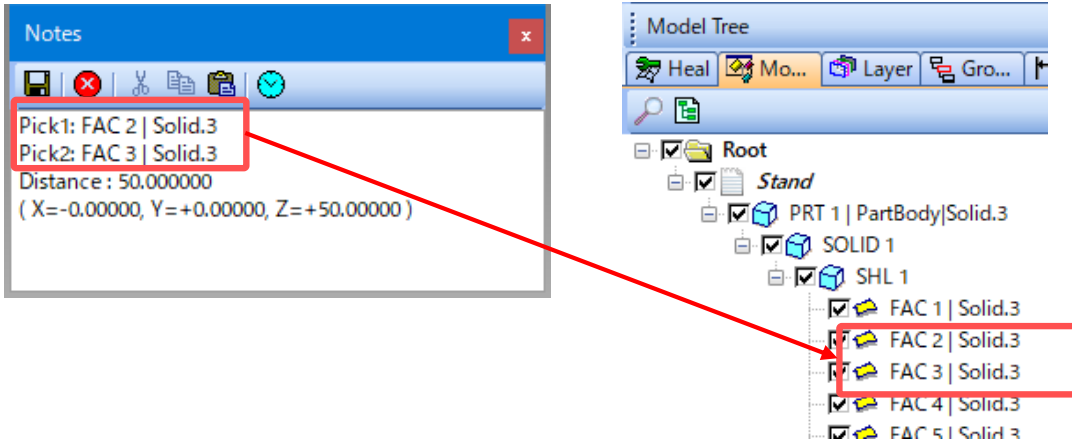 Notes
Pick1: FAC 2 | Solid.3
Pick2: FAC 3 | Solid.3
Distance : 50.000000
( X=-0.00000, Y=+0.00000, Z=+50.00000 )
Model Tree
Heal Mo... Layer Gro...
Root
Stand
PRT 1 | PartBody|Solid.3
SOLID 1
SHL 1
FAC 1 | Solid.3
FAC 2 | Solid.3
FAC 3 | Solid.3
FAC 4 | Solid.3
FAC 5 | Solid.3